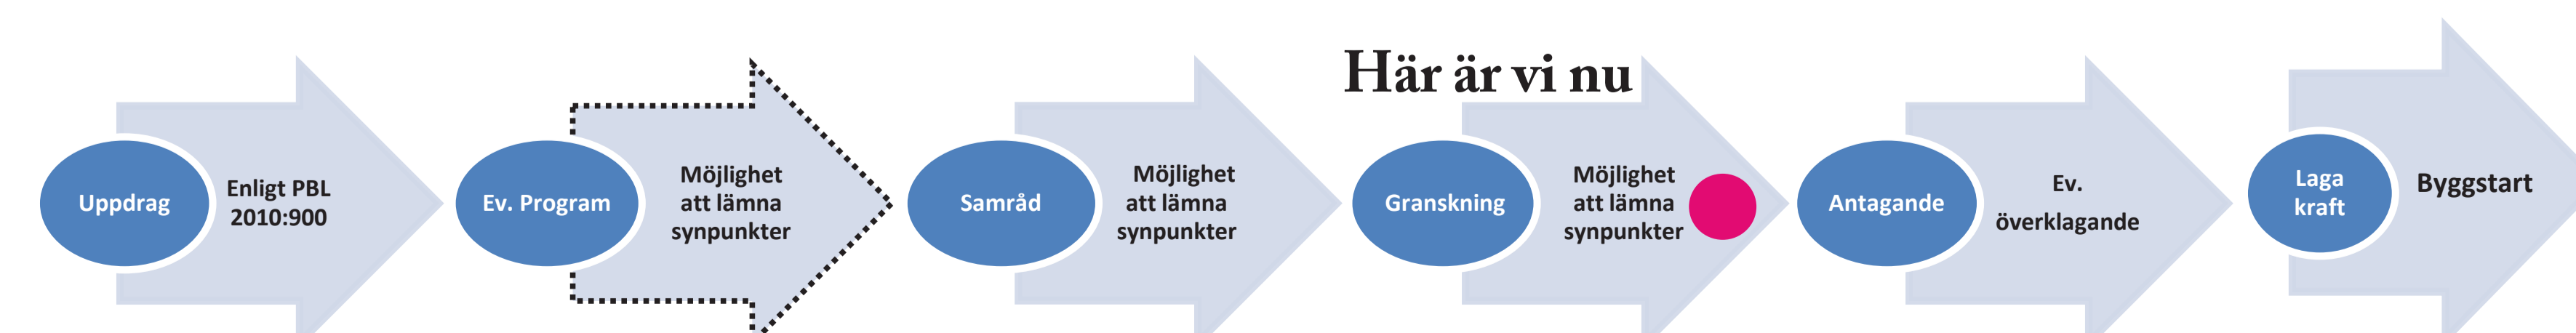 Här är vi nu
Uppdrag
Enligt PBL
2010:900
Ev. Program
Möjlighet
att lämna
synpunkter
Samråd
Möjlighet
att lämna
synpunkter
Granskning
Möjlighet
att lämna
synpunkter
Antagande
Ev.
överklagande
Laga
kraft
Byggstart